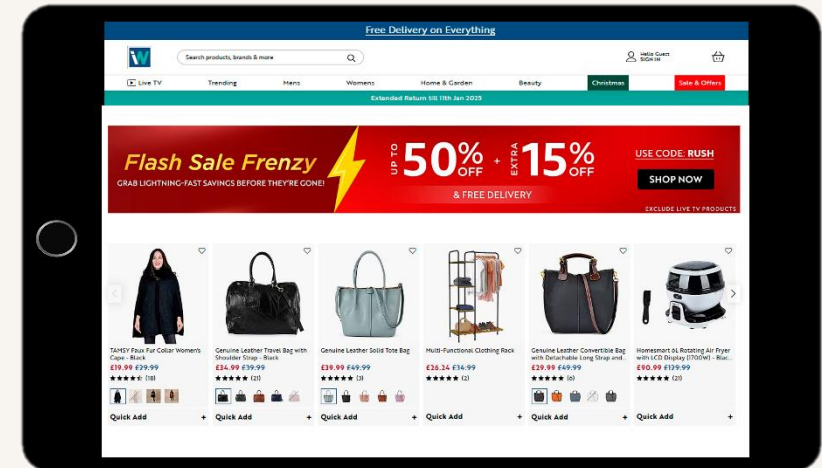 Free Delivery on Everything
iW
Search products, brands & more
Hello Guest
SIGN IN
Live TV Trending Mens Womens Home & Garden Beauty Christmas Sale & Offers
Extended Return till 11th Jan 2025
Flash Sale Frenzy
GRAB LIGHTNING-FAST SAVINGS BEFORE THEY'RE GONE!
UP TO 50% OFF + EXTRA 15% OFF
& FREE DELIVERY
USE CODE: RUSH
SHOP NOW
EXCLUDE LIVE TV PRODUCTS
TAMSY Faux Fur Collar Women's
Cape - Black
£19.99 £29.99
(18)
Quick Add +
Genuine Leather Travel Bag with
Shoulder Strap - Black
£34.99 £59.99
(21)
Quick Add +
Genuine Leather Solid Tote Bag
£39.99 £49.99
(3)
Quick Add +
Multi-Functional Clothing Rack
£26.24 £34.99
(2)
Quick Add +
Genuine Leather Convertible Bag
with Detachable Long Strap and...
£29.99 £49.99
(6)
Quick Add +
Homesmart 6L Rotating Air Fryer
with LCD Display (1700W) - Blac...
£90.99 £129.99
(21)
Quick Add +